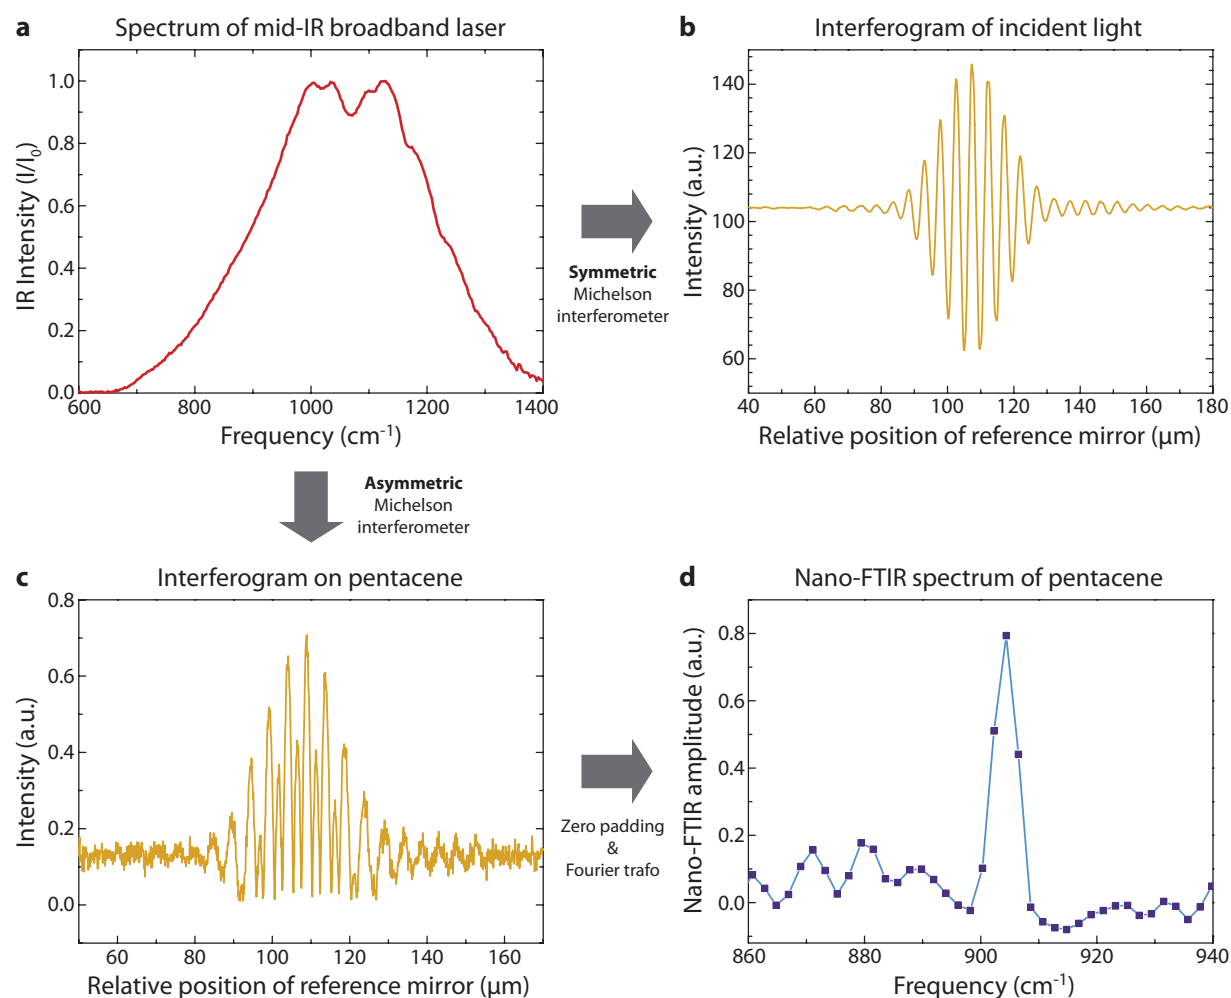 a Spectrum of mid-IR broadband laser
IR Intensity (I/I₀)
1.0
0.8
0.6
0.4
0.2
0.0
600 800 1000 1200 1400
Frequency (cm⁻¹)
Symmetric
Michelson
interferometer
b Interferogram of incident light
Intensity (a.u.)
140
120
100
80
60
40 60 80 100 120 140 160 180
Relative position of reference mirror (µm)
Asymmetric
Michelson
interferometer
c Interferogram on pentacene
Intensity (a.u.)
0.8
0.6
0.4
0.2
0.0
60 80 100 120 140 160
Relative position of reference mirror (µm)
Zero padding
&
Fourier trafo
d Nano-FTIR spectrum of pentacene
Nano-FTIR amplitude (a.u.)
0.8
0.6
0.4
0.2
0.0
860 880 900 920 940
Frequency (cm⁻¹)